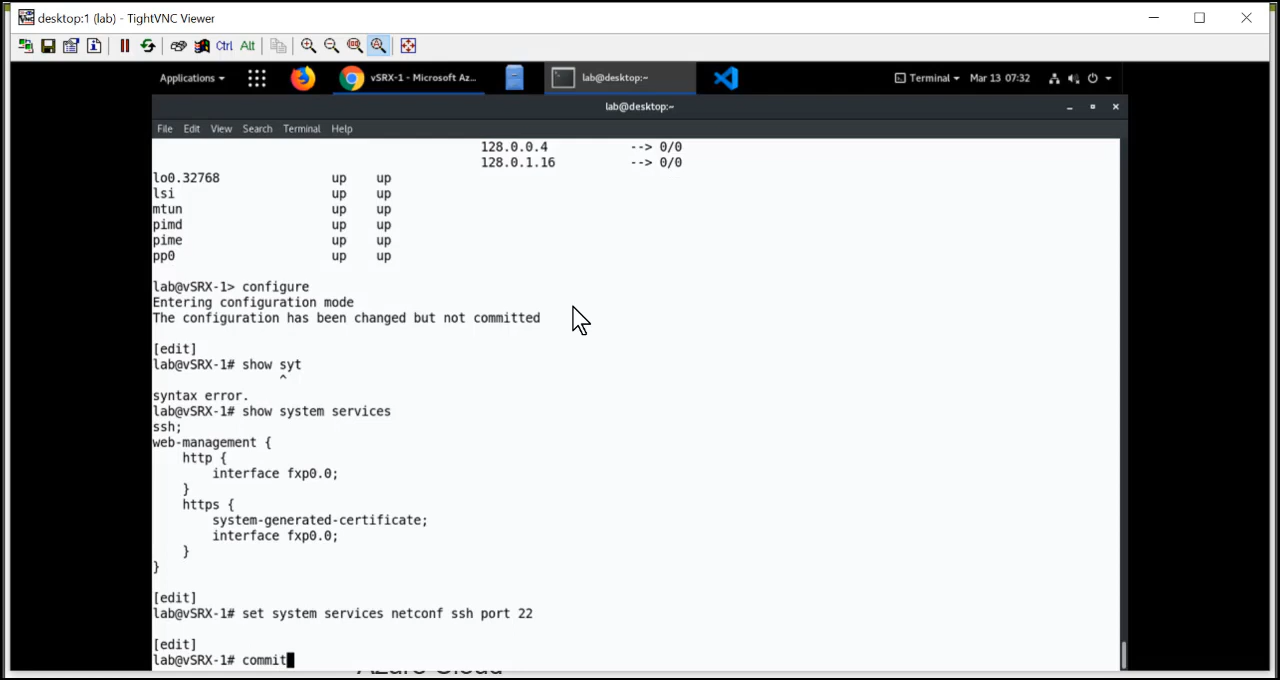 desktop:1 (lab) - TightVNC Viewer
Ctrl Alt
Applications vSRX-1 - Microsoft Az... lab@desktop:~ Terminal Mar 13 07:32
lab@desktop:~
File Edit View Search Terminal Help
128.0.0.4 --> 0/0
128.0.1.16 --> 0/0
lo0.32768 up up
lsi up up
mtun up up
pimd up up
pime up up
pp0 up up
lab@vSRX-1> configure
Entering configuration mode
The configuration has been changed but not committed
[edit]
lab@vSRX-1# show syt
^
syntax error.
lab@vSRX-1# show system services
ssh;
web-management {
http {
interface fxp0.0;
}
https {
system-generated-certificate;
interface fxp0.0;
}
}
[edit]
lab@vSRX-1# set system services netconf ssh port 22
[edit]
lab@vSRX-1# commit
Azure Cloud